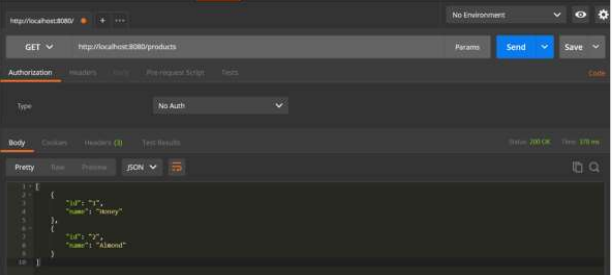 http://localhost:8080/ + ··· No Environment
GET http://localhost:8080/products Params Send Save
Authorization Headers Body Pre-request Script Tests Code
Type No Auth
Body Cookies Headers (3) Test Results Status: 200 OK Time: 378 ms
Pretty Raw Preview JSON
1 [
2 {
3 "id": "1",
4 "name": "Honey"
5 },
6 {
7 "id": "2",
8 "name": "Almond"
9 }
10 ]